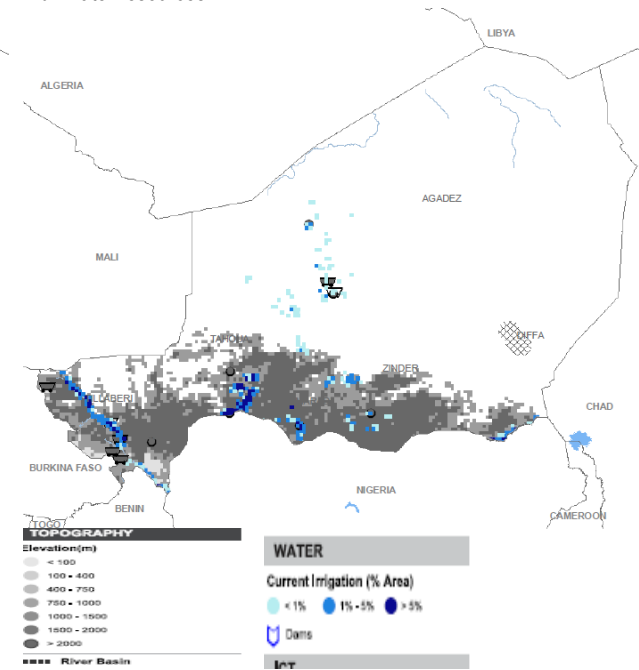 LIBYA
ALGERIA
AGADEZ
MALI
DIFFA
TAHOUA
ZINDER
CHAD
BURKINA FASO
NIGERIA
BENIN
CAMEROON
TOGO
TOPOGRAPHY
Elevation(m)
< 100
100 - 400
400 - 750
750 - 1000
1000 - 1500
1500 - 2000
> 2000
River Basin
WATER
Current Irrigation (% Area)
< 1%
1% - 5%
> 5%
Dams
ICT